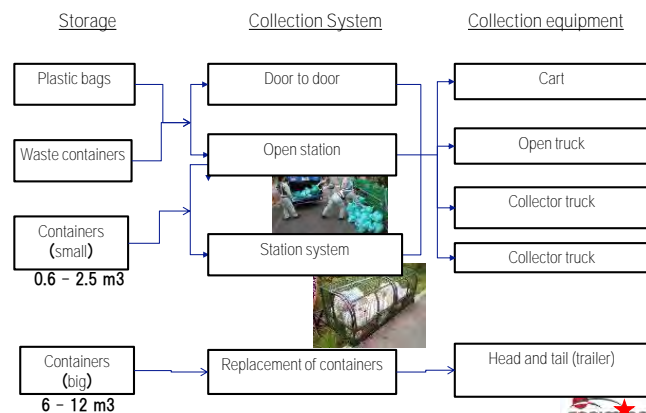 Storage
Collection System
Collection equipment
Plastic bags
Door to door
Cart
Waste containers
Open station
Open truck
Containers
(small)
0.6 – 2.5 m3
Collector truck
Station system
Collector truck
Containers
(big)
6 – 12 m3
Replacement of containers
Head and tail (trailer)